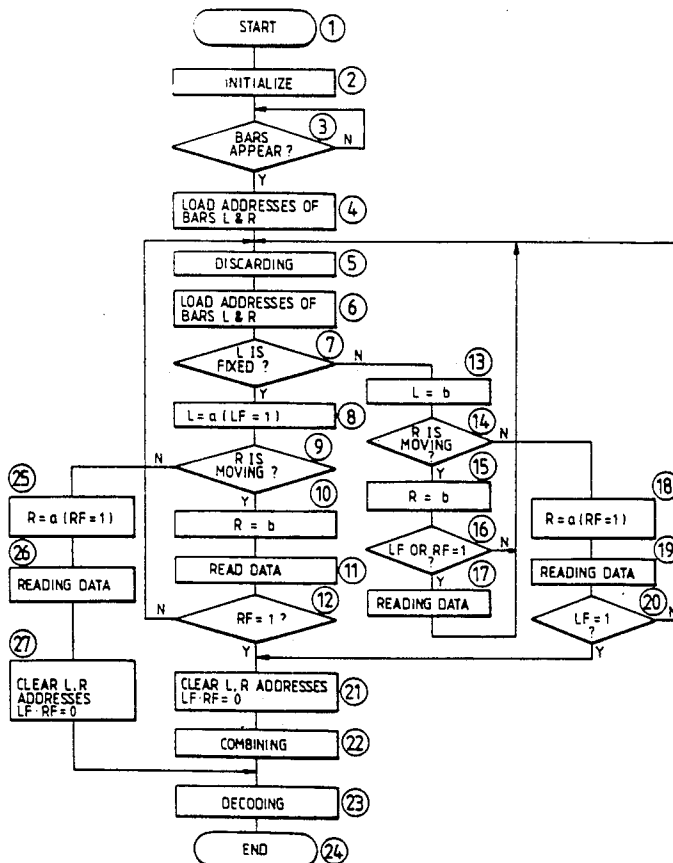 START
1
INITIALIZE
2
BARS
APPEAR ?
3
N
Y
LOAD ADDRESSES OF
BARS L & R
4
DISCARDING
5
LOAD ADDRESSES OF
BARS L & R
6
L IS
FIXED ?
7
N
Y
L = a ( LF = 1 )
8
R IS
MOVING ?
9
N
Y
R = b
10
READ DATA
11
RF = 1 ?
12
N
Y
L = b
13
R IS
MOVING
?
14
N
Y
R = b
15
LF OR RF=1
?
16
N
Y
READING DATA
17
R = a (RF=1)
18
READING DATA
19
LF = 1
?
20
N
Y
CLEAR L, R ADDRESSES
LF·RF= 0
21
COMBINING
22
DECODING
23
END
24
R = a (RF=1)
25
READING DATA
26
CLEAR L, R
ADDRESSES
LF·RF=0
27